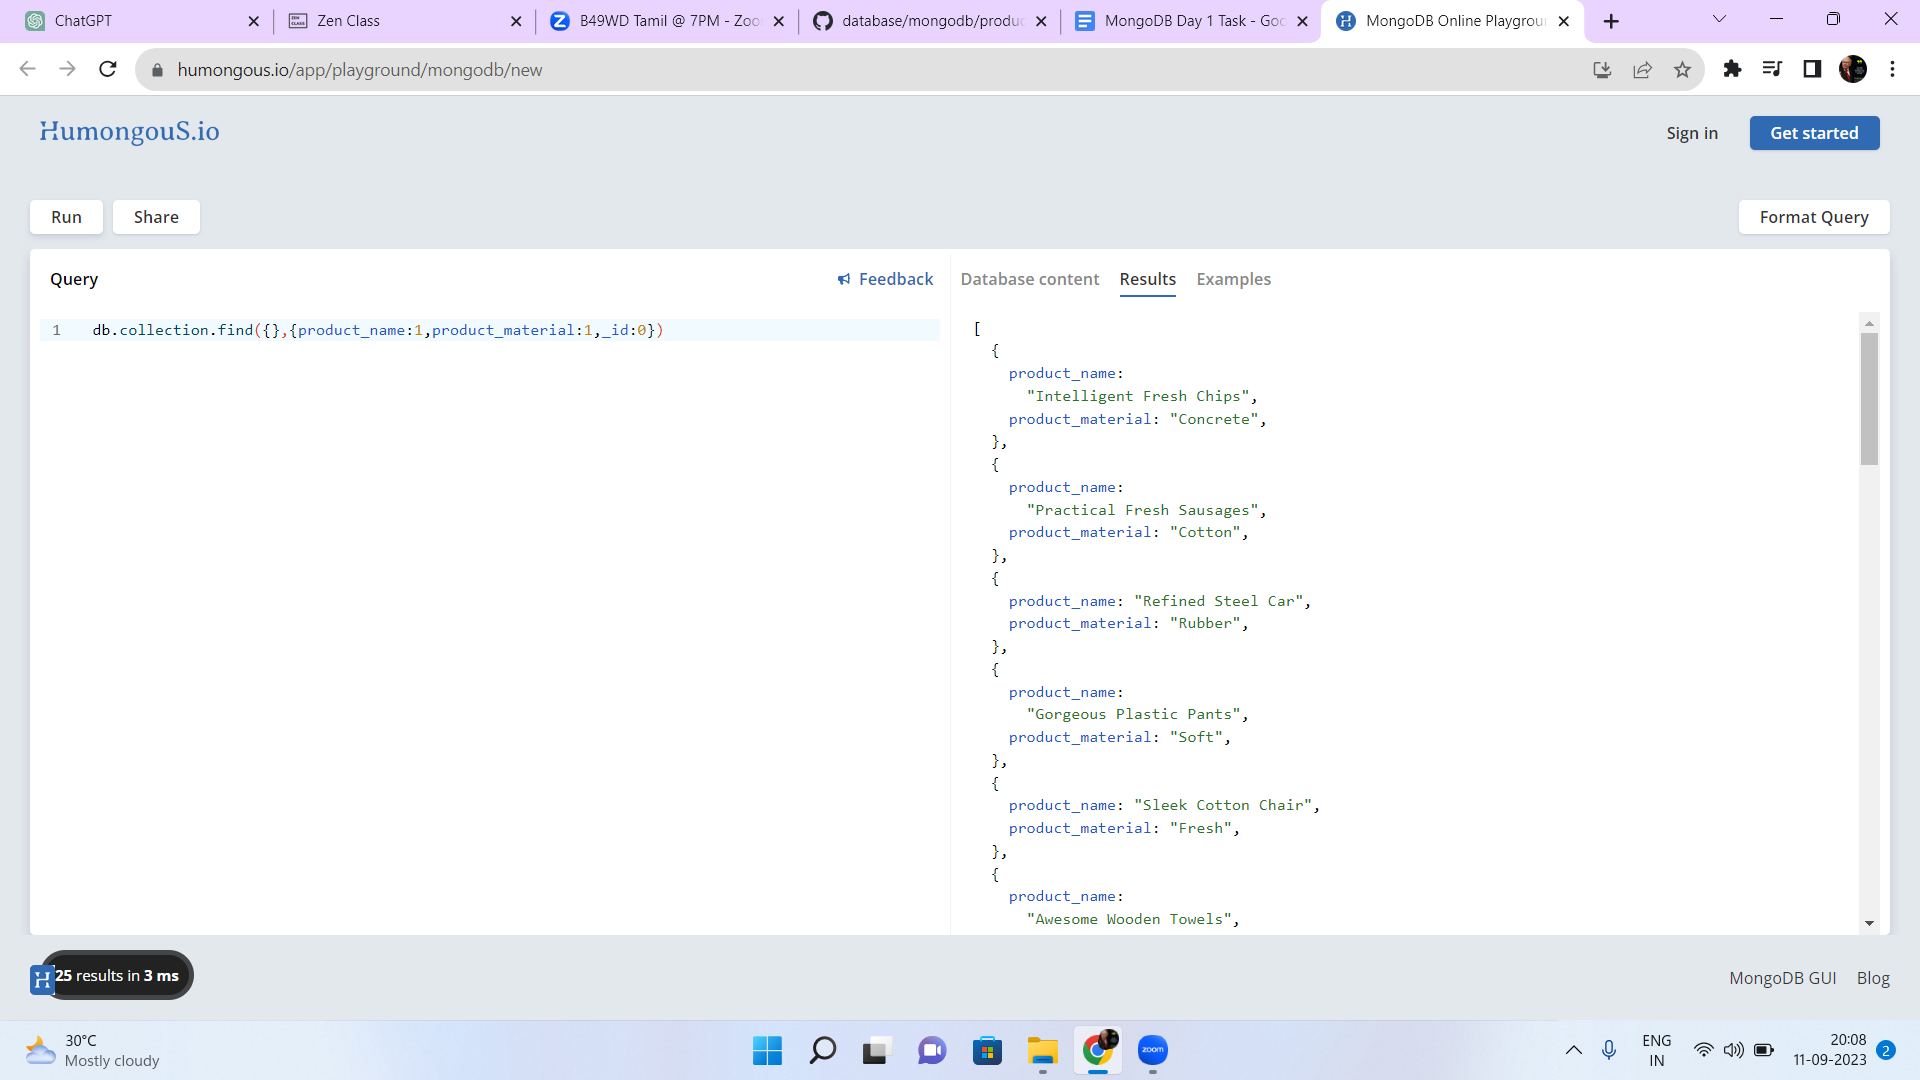 ChatGPT
Zen Class
B49WD Tamil @ 7PM - Zoo
database/mongodb/produc
MongoDB Day 1 Task - Goo
MongoDB Online Playgroun
humongous.io/app/playground/mongodb/new
HumongouS.io
Sign in
Get started
Run
Share
Format Query
Query
Feedback
Database content
Results
Examples
1 db.collection.find({},{product_name:1,product_material:1,_id:0})
[
{
product_name:
"Intelligent Fresh Chips",
product_material: "Concrete",
},
{
product_name:
"Practical Fresh Sausages",
product_material: "Cotton",
},
{
product_name: "Refined Steel Car",
product_material: "Rubber",
},
{
product_name:
"Gorgeous Plastic Pants",
product_material: "Soft",
},
{
product_name: "Sleek Cotton Chair",
product_material: "Fresh",
},
{
product_name:
"Awesome Wooden Towels",
H
25 results in 3 ms
MongoDB GUI
Blog
30°C
Mostly cloudy
zoom
ENG
IN
20:08
11-09-2023
2